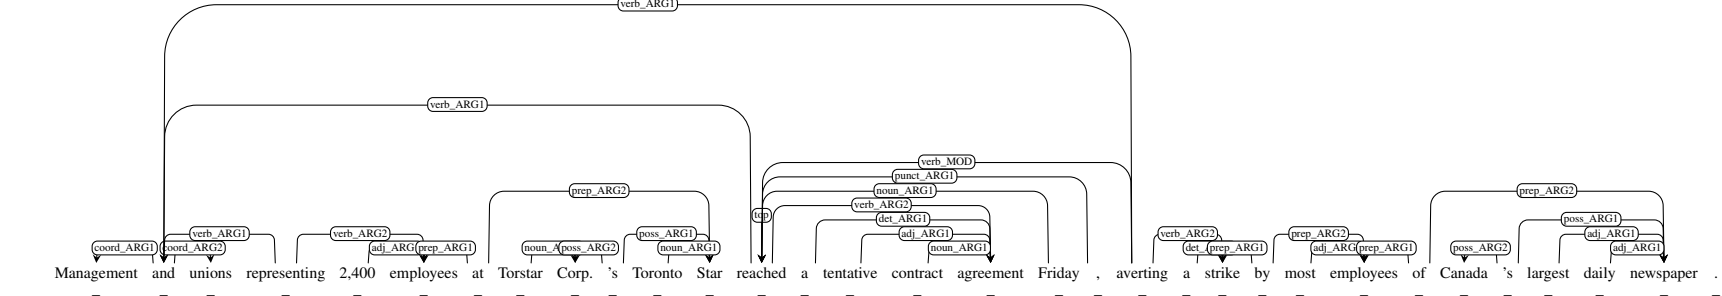 verb_ARG1
verb_ARG1
verb_MOD
punct_ARG1
prep_ARG2 noun_ARG1 prep_ARG2
verb_ARG2
top det_ARG1 poss_ARG1
verb_ARG1 verb_ARG2 poss_ARG1 adj_ARG1 verb_ARG2 prep_ARG2 adj_ARG1
coord_ARG1 coord_ARG2 prep_ARG1 poss_ARG2 noun_ARG1 noun_ARG1 prep_ARG1 prep_ARG1 poss_ARG2 adj_ARG1
Management and unions representing 2,400 employees at Torstar Corp. 's Toronto Star reached a tentative contract agreement Friday , averting a strike by most employees of Canada 's largest daily newspaper .